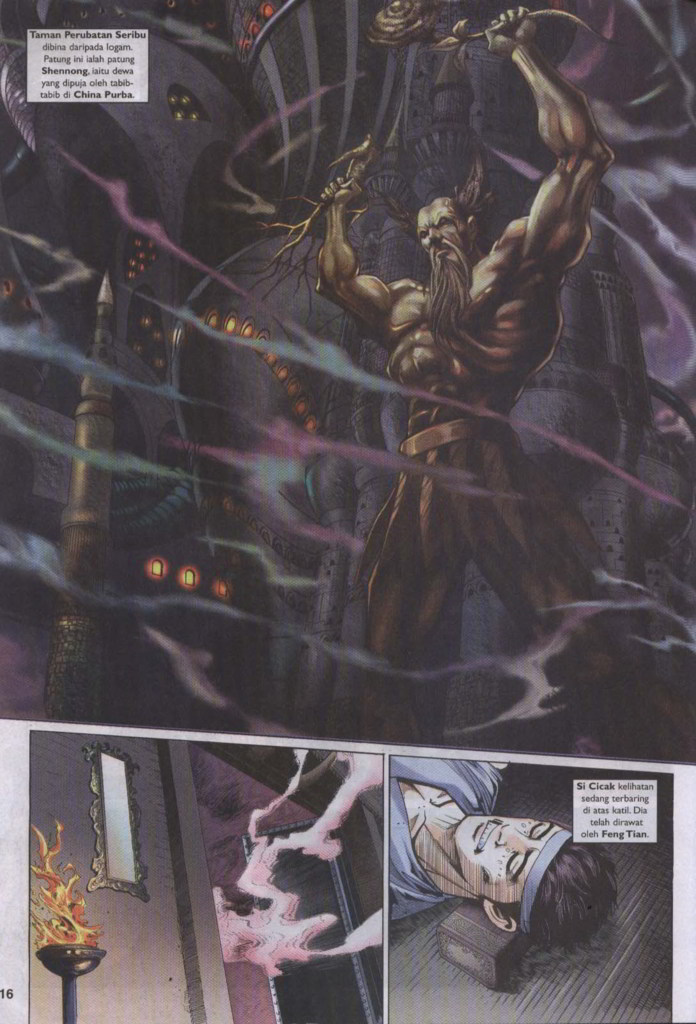 Taman Perubatan Seribu
dibina daripada logam.
Patung ini ialah patung
Shennong, iaitu dewa
yang dipuja oleh tabib-
tabib di China Purba.
Si Cicak kelihatan
sedang terbaring
di atas katil. Dia
telah dirawat
oleh Feng Tian.
16